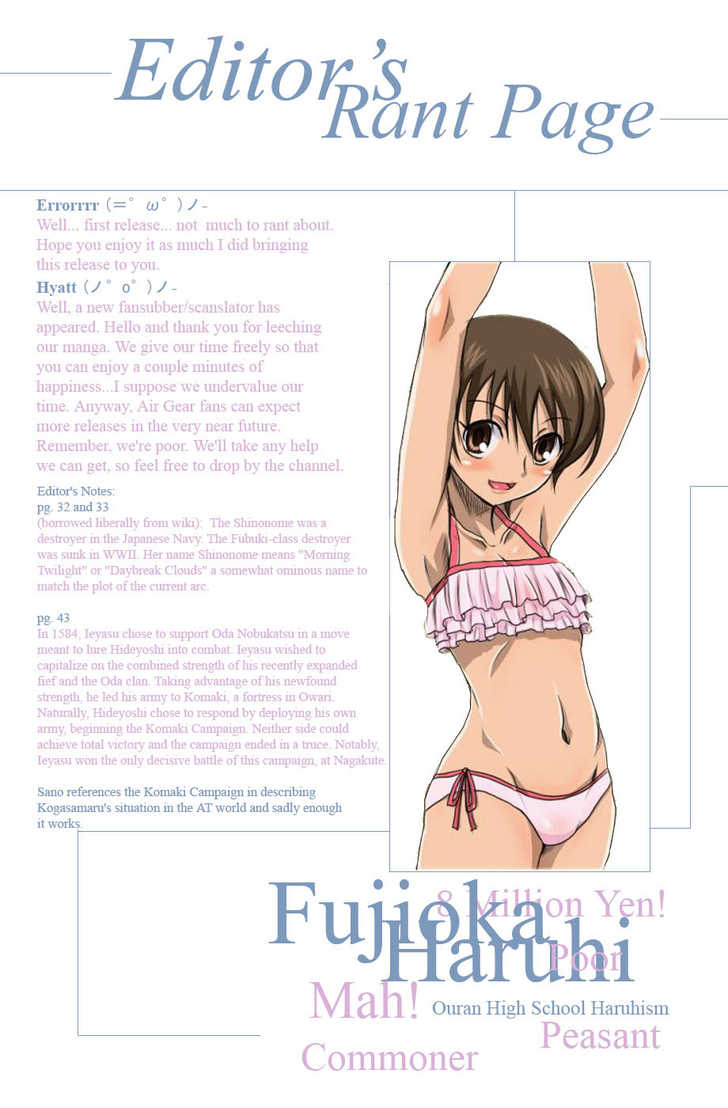 Editor's
Rant Page
Errorrrr (＝ﾟωﾟ)ノ-
Well... first release... not much to rant about.
Hope you enjoy it as much I did bringing
this release to you.
Hyatt (ノﾟoﾟ)ノ-
Well, a new fansubber/scanslator has
appeared. Hello and thank you for leeching
our manga. We give our time freely so that
you can enjoy a couple minutes of
happiness...I suppose we undervalue our
time. Anyway, Air Gear fans can expect
more releases in the very near future.
Remember, we're poor. We'll take any help
we can get, so feel free to drop by the channel.
Editor's Notes:
pg. 32 and 33
(borrowed liberally from wiki): The Shinonome was a
destroyer in the Japanese Navy. The Fubuki-class destroyer
was sunk in WWII. Her name Shinonome means "Morning
Twilight" or "Daybreak Clouds" a somewhat ominous name to
match the plot of the current arc.
pg. 43
In 1584, Ieyasu chose to support Oda Nobukatsu in a move
meant to lure Hideyoshi into combat. Ieyasu wished to
capitalize on the combined strength of his recently expanded
fief and the Oda clan. Taking advantage of his newfound
strength, he led his army to Komaki, a fortress in Owari.
Naturally, Hideyoshi chose to respond by deploying his own
army, beginning the Komaki Campaign. Neither side could
achieve total victory and the campaign ended in a truce. Notably,
Ieyasu won the only decisive battle of this campaign, at Nagakute.
Sano references the Komaki Campaign in describing
Kogasamaru's situation in the AT world and sadly enough
it works.
8 Million Yen!
Fujioka
Haruhi
Poor
Mah!
Ouran High School Haruhism
Peasant
Commoner